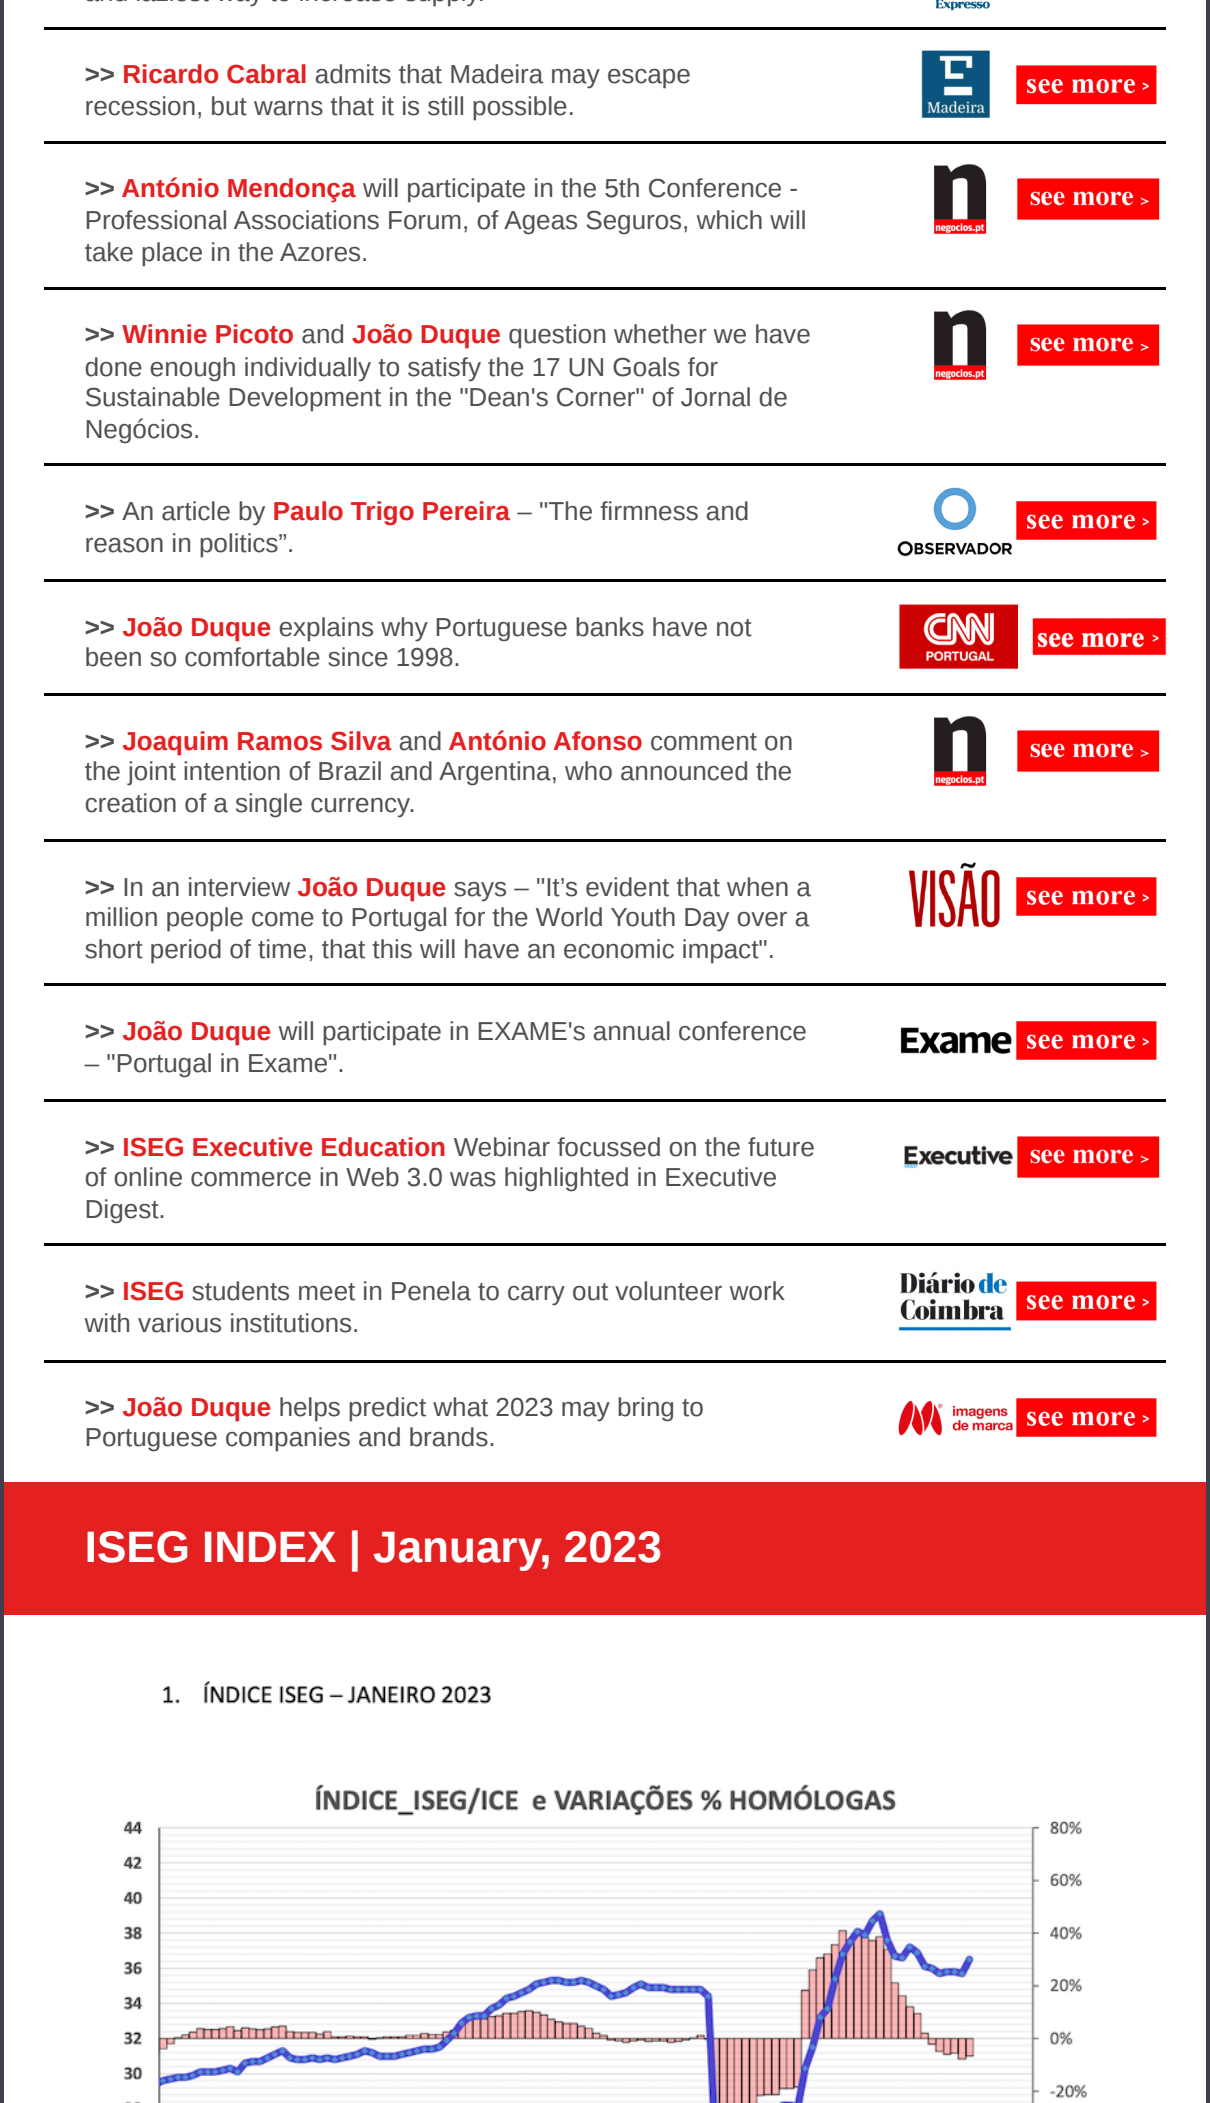 and laziest way to increase supply.
Expresso
>> Ricardo Cabral admits that Madeira may escape
recession, but warns that it is still possible.
E
Madeira
see more >
>> António Mendonça will participate in the 5th Conference -
Professional Associations Forum, of Ageas Seguros, which will
take place in the Azores.
n
negocios.pt
see more >
>> Winnie Picoto and João Duque question whether we have
done enough individually to satisfy the 17 UN Goals for
Sustainable Development in the "Dean's Corner" of Jornal de
Negócios.
n
negocios.pt
see more >
>> An article by Paulo Trigo Pereira – "The firmness and
reason in politics”.
OBSERVADOR
see more >
>> João Duque explains why Portuguese banks have not
been so comfortable since 1998.
CNN
PORTUGAL
see more >
>> Joaquim Ramos Silva and António Afonso comment on
the joint intention of Brazil and Argentina, who announced the
creation of a single currency.
n
negocios.pt
see more >
>> In an interview João Duque says – "It’s evident that when a
million people come to Portugal for the World Youth Day over a
short period of time, that this will have an economic impact".
VISÃO
see more >
>> João Duque will participate in EXAME's annual conference
– "Portugal in Exame".
Exame
see more >
>> ISEG Executive Education Webinar focussed on the future
of online commerce in Web 3.0 was highlighted in Executive
Digest.
Executive
see more >
>> ISEG students meet in Penela to carry out volunteer work
with various institutions.
Diário de
Coimbra
see more >
>> João Duque helps predict what 2023 may bring to
Portuguese companies and brands.
imagens
de marca
see more >
ISEG INDEX | January, 2023
1. ÍNDICE ISEG – JANEIRO 2023
ÍNDICE_ISEG/ICE e VARIAÇÕES % HOMÓLOGAS
44
42
40
38
36
34
32
30
80%
60%
40%
20%
0%
-20%